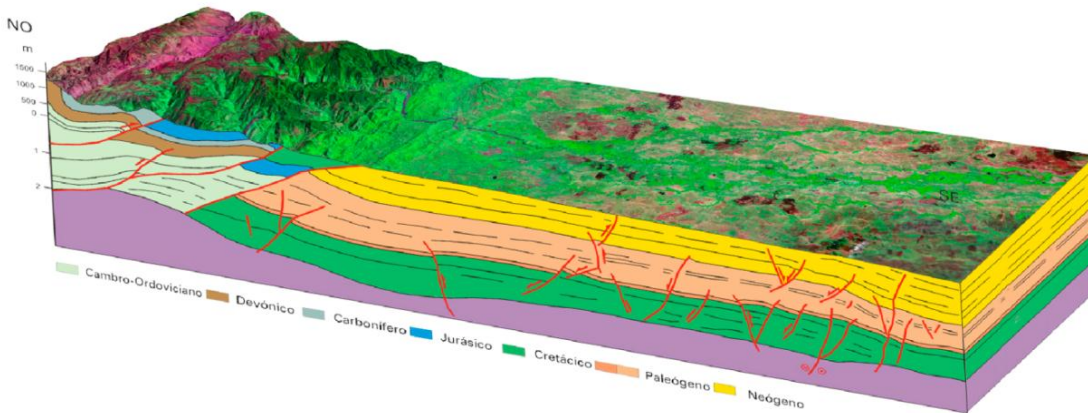 NO
m
1500
1000
500
0
1
2
SE
Cambro-Ordoviciano
Devónico
Carbonífero
Jurásico
Cretácico
Paleógeno
Neógeno